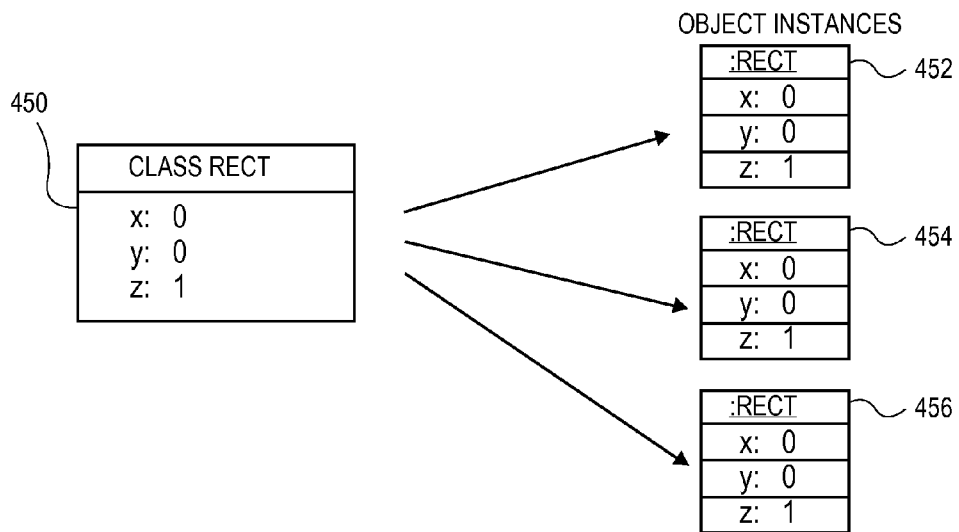 OBJECT INSTANCES
:RECT
452
x: 0
y: 0
z: 1
450
CLASS RECT
x: 0
y: 0
z: 1
:RECT
454
x: 0
y: 0
z: 1
:RECT
456
x: 0
y: 0
z: 1